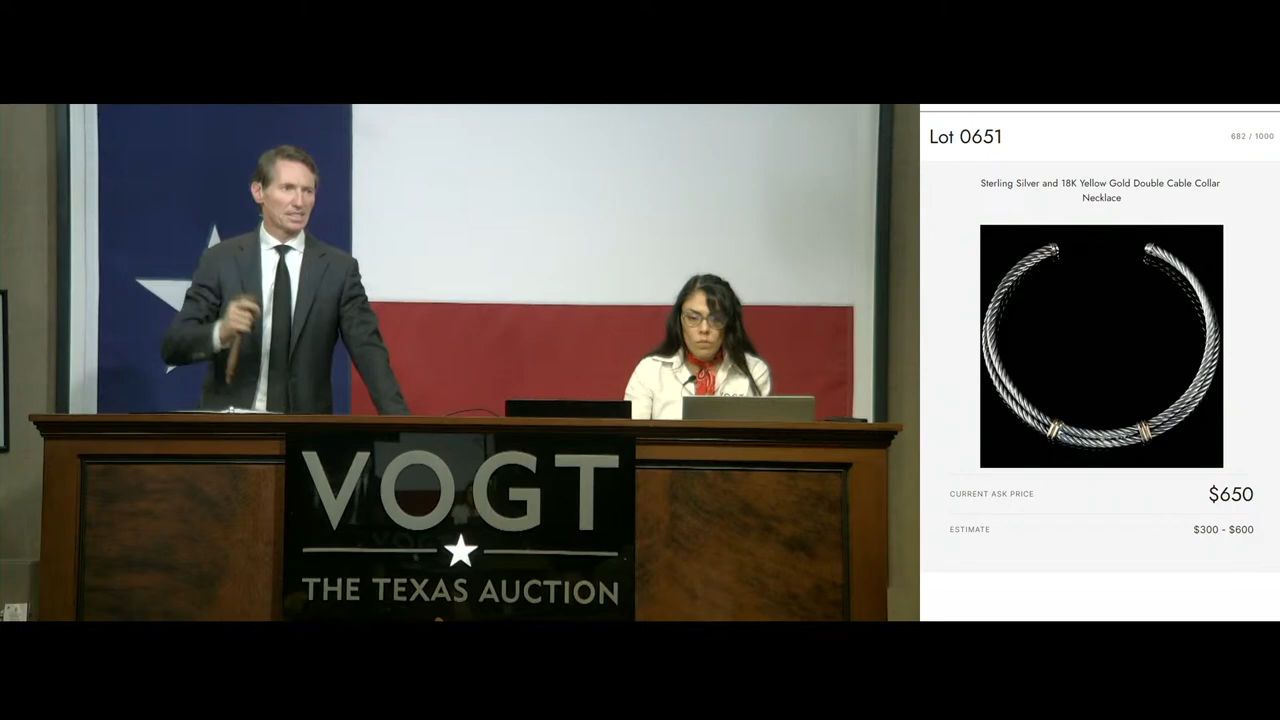 VOGT
THE TEXAS AUCTION
Lot 0651
682 / 1000
Sterling Silver and 18K Yellow Gold Double Cable Collar
Necklace
CURRENT ASK PRICE
$650
ESTIMATE
$300 - $600